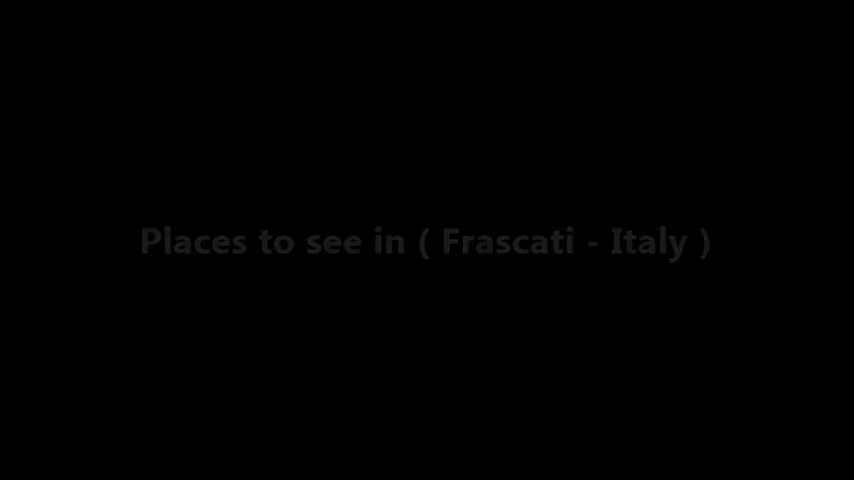 Places to see in ( Frascati - Italy )